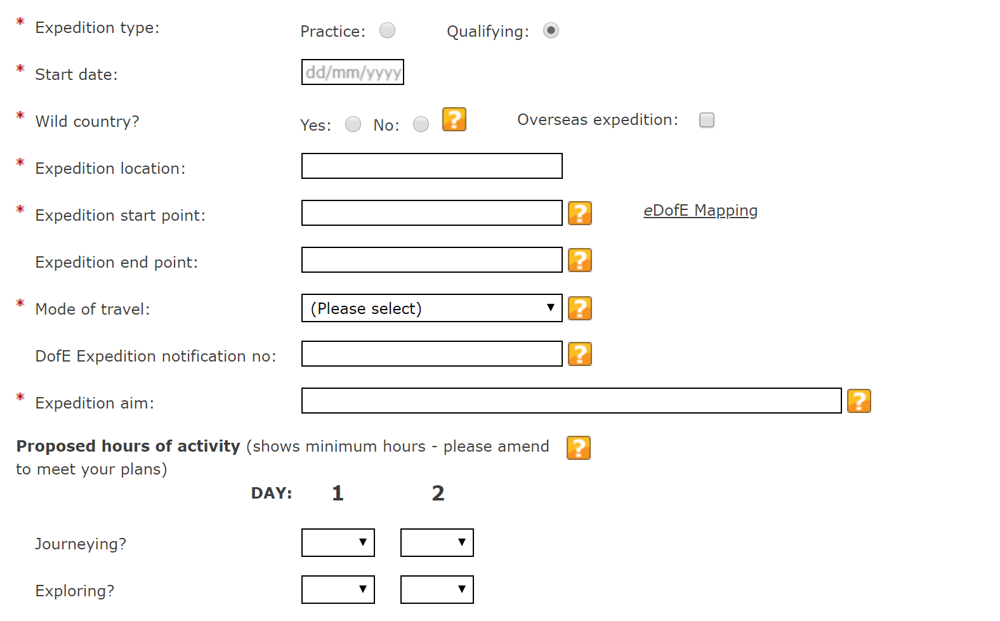 * Expedition type: Practice: Qualifying:
* Start date: dd/mm/yyyy
* Wild country? Yes: No: ? Overseas expedition:
* Expedition location:
* Expedition start point: ? eDofE Mapping
Expedition end point: ?
* Mode of travel: (Please select) ?
DofE Expedition notification no: ?
* Expedition aim: ?
Proposed hours of activity (shows minimum hours - please amend ?
to meet your plans)
DAY: 1 2
Journeying?
Exploring?